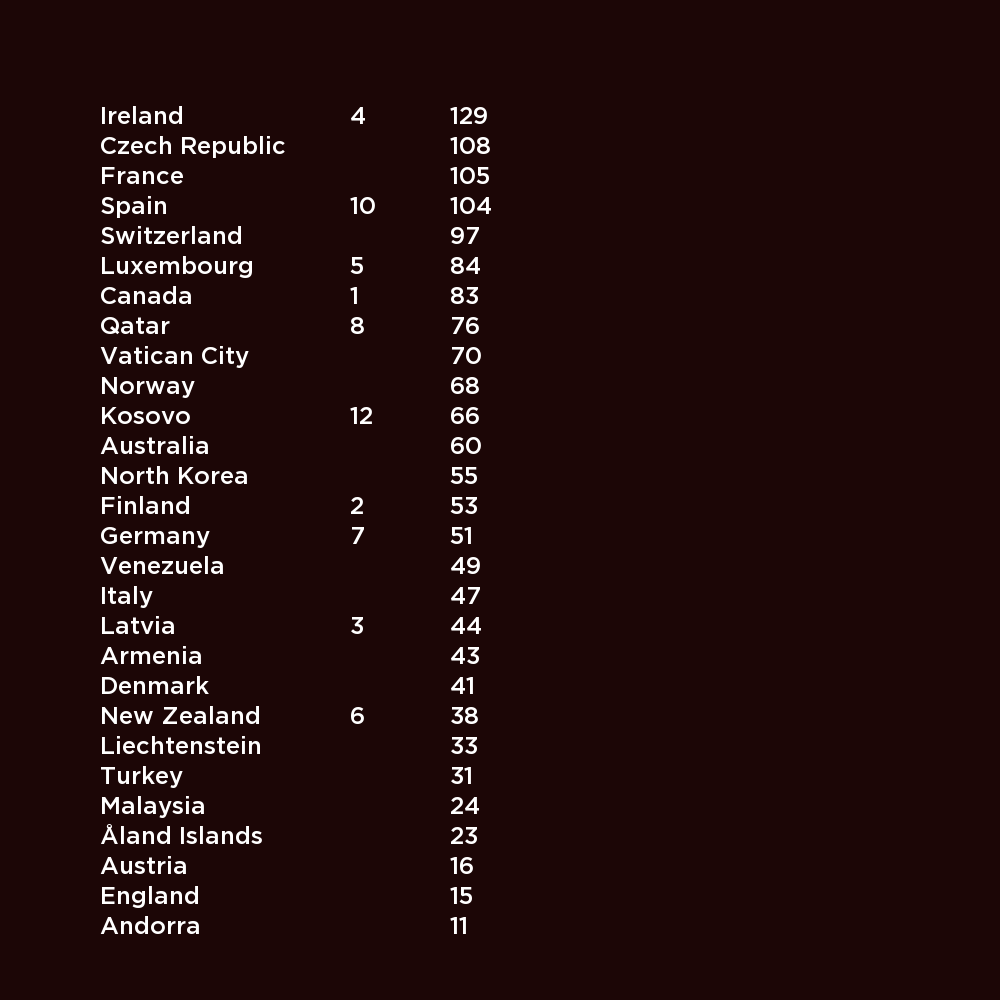 Ireland 4 129
Czech Republic 108
France 105
Spain 10 104
Switzerland 97
Luxembourg 5 84
Canada 1 83
Qatar 8 76
Vatican City 70
Norway 68
Kosovo 12 66
Australia 60
North Korea 55
Finland 2 53
Germany 7 51
Venezuela 49
Italy 47
Latvia 3 44
Armenia 43
Denmark 41
New Zealand 6 38
Liechtenstein 33
Turkey 31
Malaysia 24
Åland Islands 23
Austria 16
England 15
Andorra 11